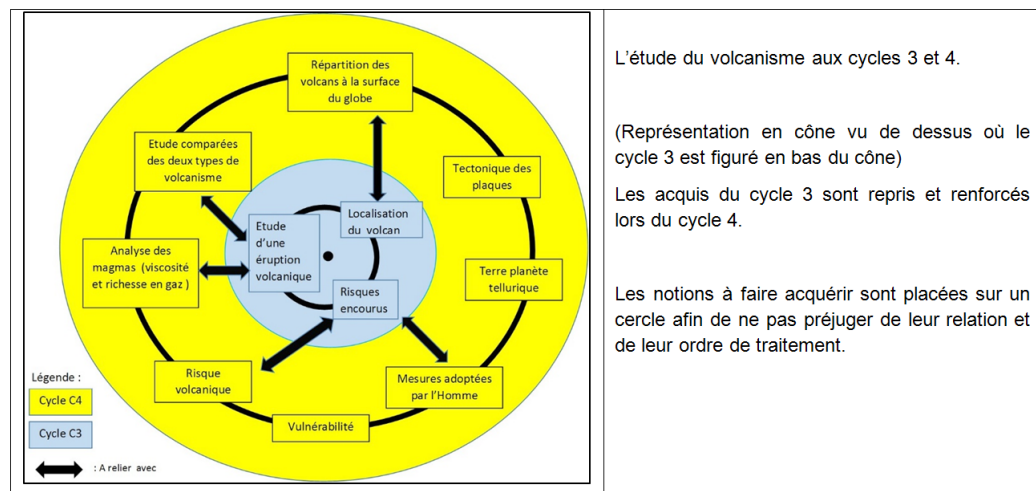 Répartition des
volcans à la surface
du globe
Etude comparées
des deux types de
volcanisme
Tectonique des
plaques
Localisation
du volcan
Etude
d'une
éruption
volcanique
Analyse des
magmas (viscosité
et richesse en gaz )
Terre planète
tellurique
Risques
encourus
Risque
volcanique
Mesures adoptées
par l'Homme
Vulnérabilité
Légende :
Cycle C4
Cycle C3
: A relier avec
L'étude du volcanisme aux cycles 3 et 4.
(Représentation en cône vu de dessus où le
cycle 3 est figuré en bas du cône)
Les acquis du cycle 3 sont repris et renforcés
lors du cycle 4.
Les notions à faire acquérir sont placées sur un
cercle afin de ne pas préjuger de leur relation et
de leur ordre de traitement.